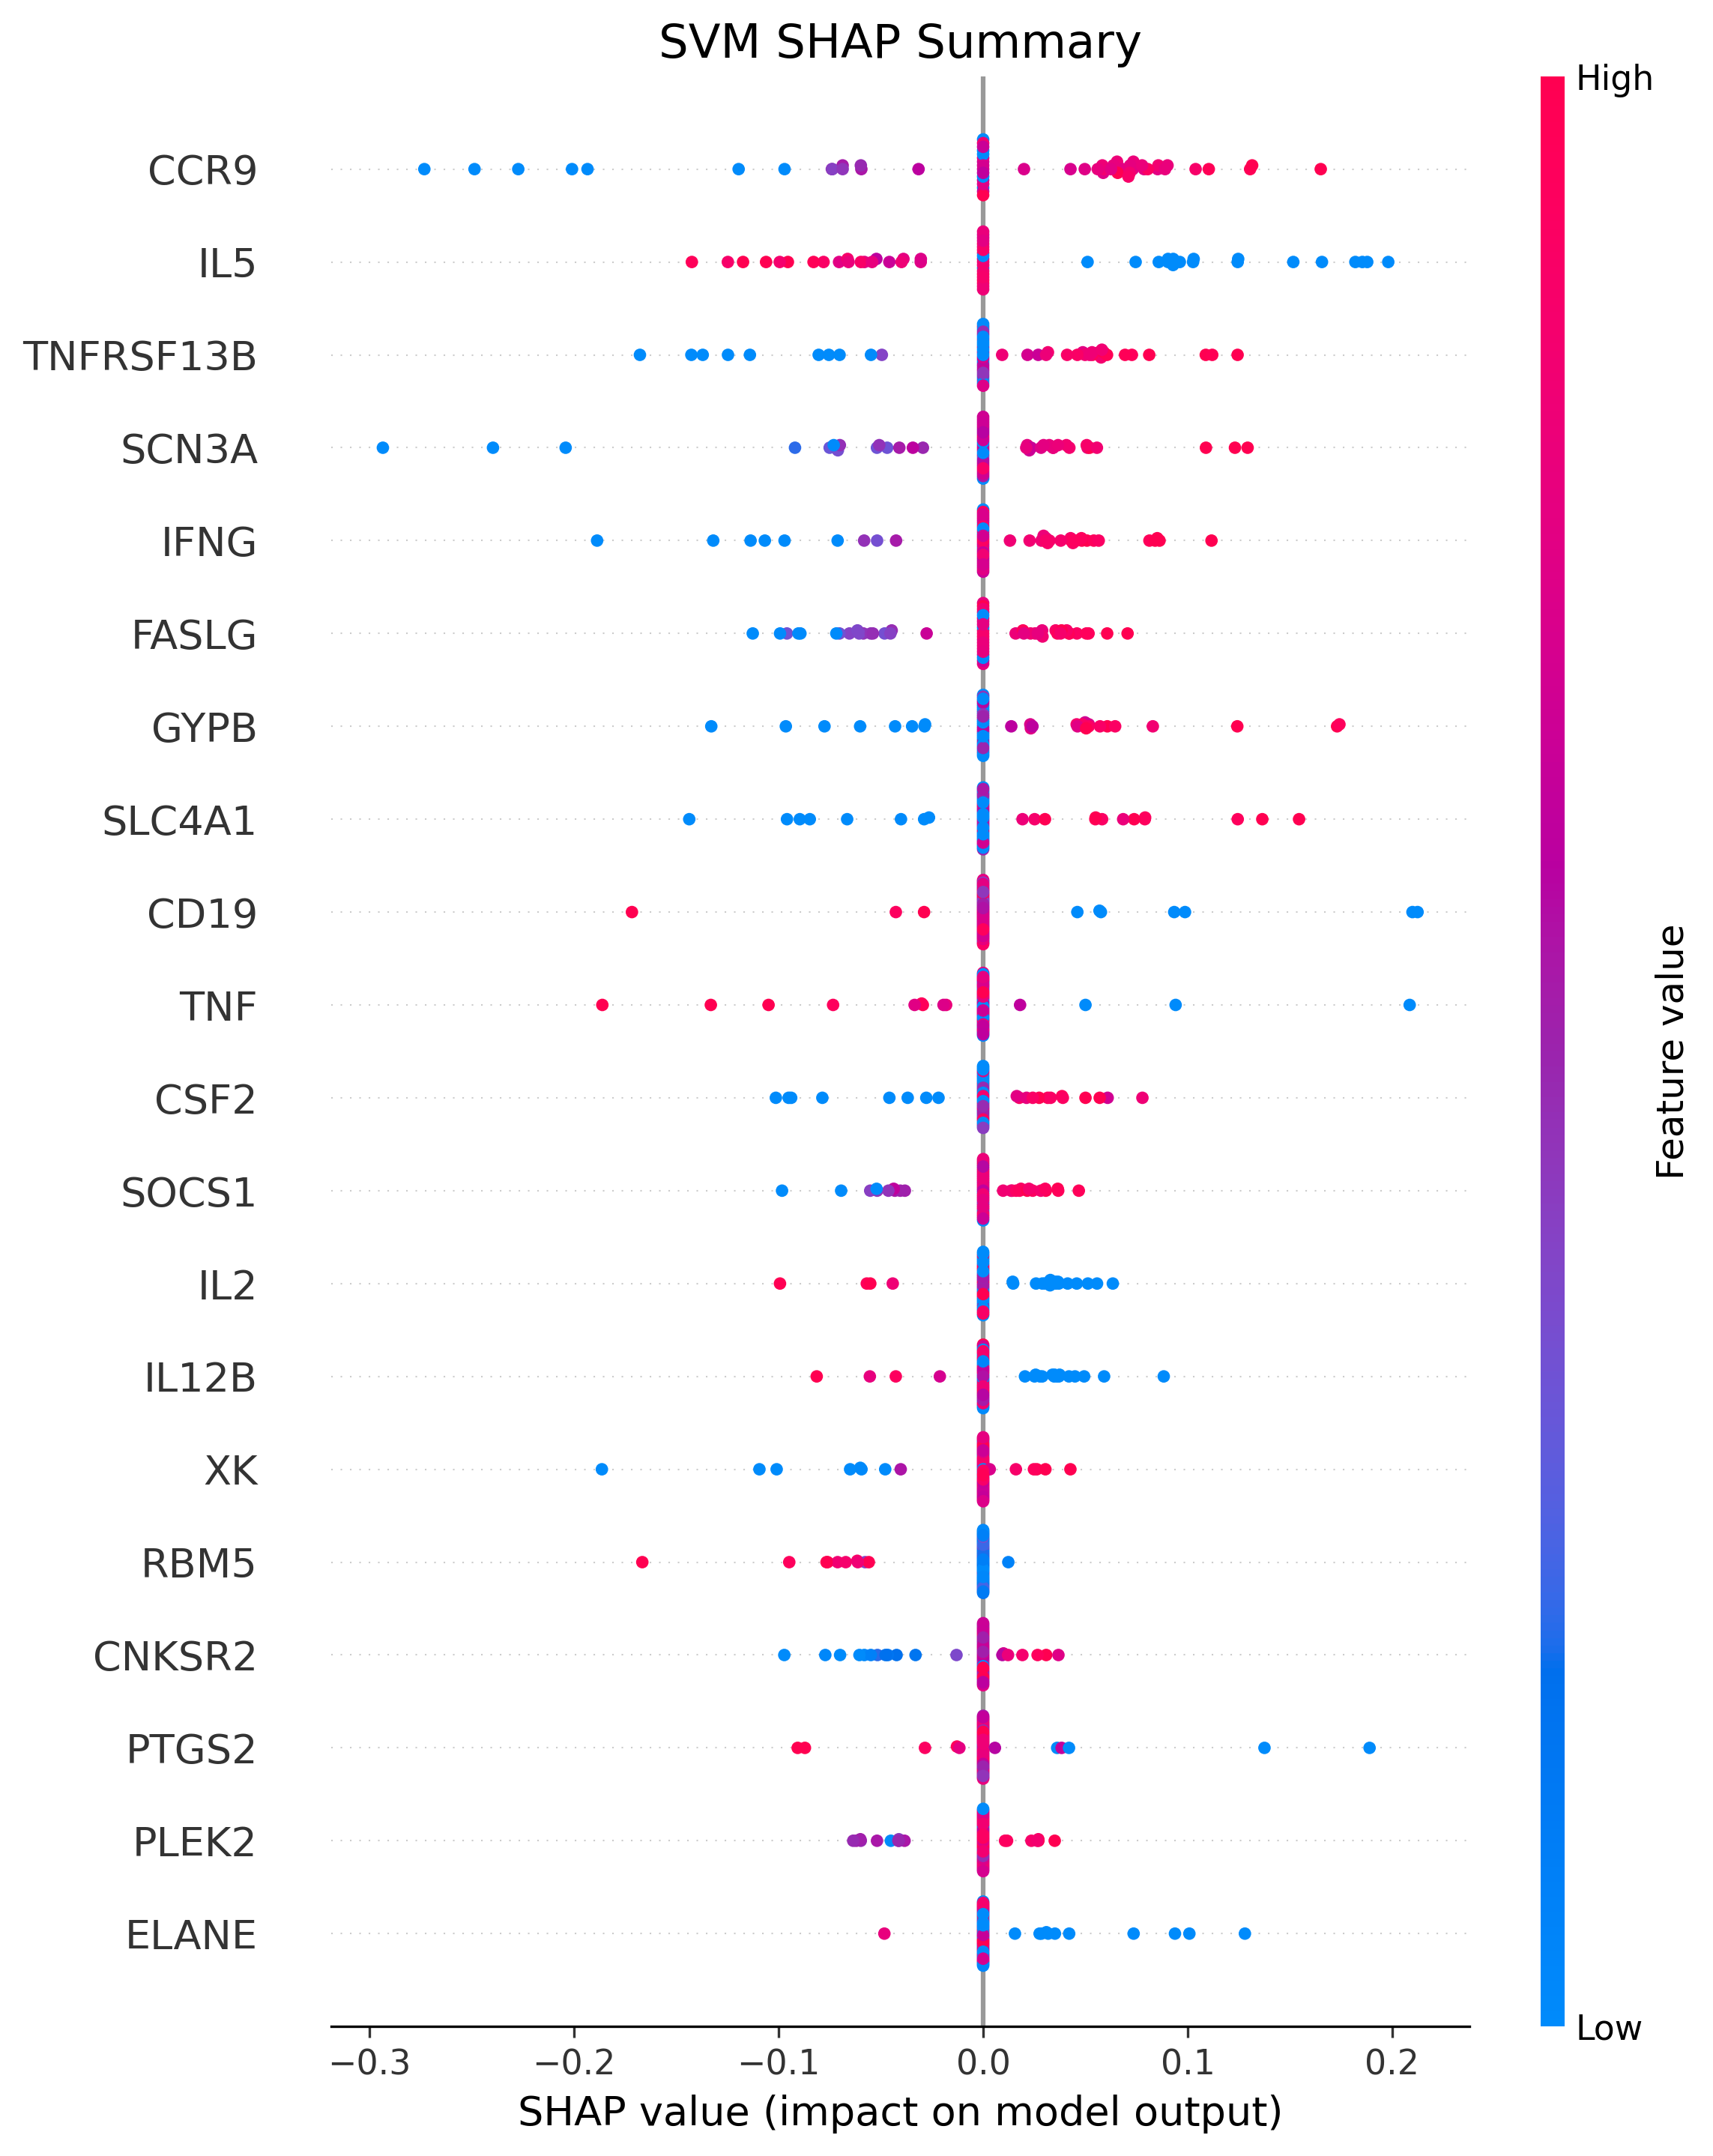 SVM SHAP Summary
High
CCR9
IL5
TNFRSF13B
SCN3A
IFNG
FASLG
GYPB
SLC4A1
CD19
TNF
CSF2
SOCS1
IL2
IL12B
XK
RBM5
CNKSR2
PTGS2
PLEK2
ELANE
Feature value
Low
−0.3 −0.2 −0.1 0.0 0.1 0.2
SHAP value (impact on model output)